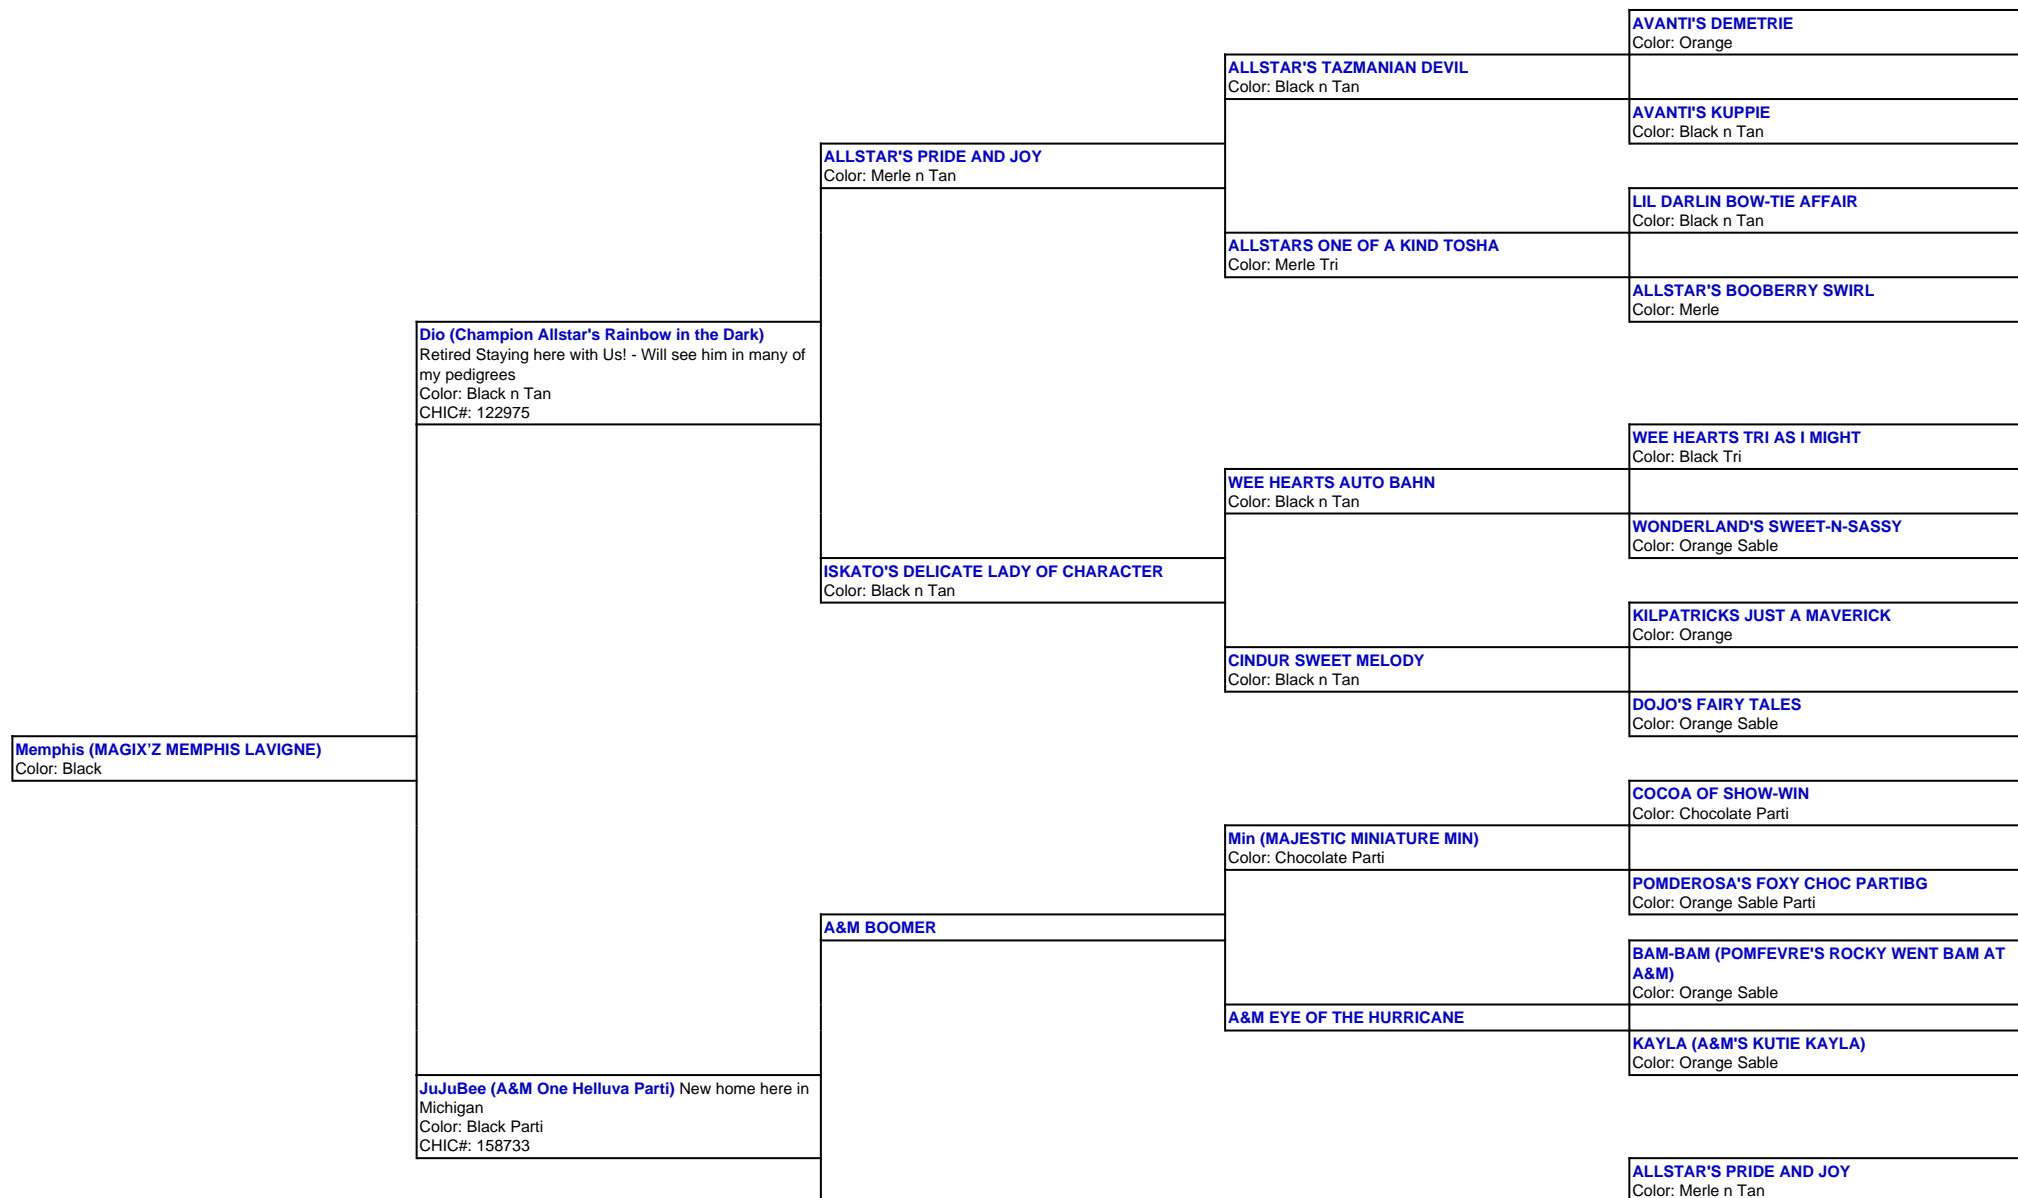 AVANTI'S DEMETRIE
Color: Orange
ALLSTAR'S TAZMANIAN DEVIL
Color: Black n Tan
AVANTI'S KUPPIE
Color: Black n Tan
ALLSTAR'S PRIDE AND JOY
Color: Merle n Tan
LIL DARLIN BOW-TIE AFFAIR
Color: Black n Tan
ALLSTARS ONE OF A KIND TOSHA
Color: Merle Tri
ALLSTAR'S BOOBERRY SWIRL
Color: Merle
Dio (Champion Allstar's Rainbow in the Dark)
Retired Staying here with Us! - Will see him in many of
my pedigrees
Color: Black n Tan
CHIC#: 122975
WEE HEARTS TRI AS I MIGHT
Color: Black Tri
WEE HEARTS AUTO BAHN
Color: Black n Tan
WONDERLAND'S SWEET-N-SASSY
Color: Orange Sable
ISKATO'S DELICATE LADY OF CHARACTER
Color: Black n Tan
KILPATRICKS JUST A MAVERICK
Color: Orange
CINDUR SWEET MELODY
Color: Black n Tan
DOJO'S FAIRY TALES
Color: Orange Sable
Memphis (MAGIX’Z MEMPHIS LAVIGNE)
Color: Black
COCOA OF SHOW-WIN
Color: Chocolate Parti
Min (MAJESTIC MINIATURE MIN)
Color: Chocolate Parti
POMDEROSA'S FOXY CHOC PARTIBG
Color: Orange Sable Parti
A&M BOOMER
BAM-BAM (POMFEVRE'S ROCKY WENT BAM AT
A&M)
Color: Orange Sable
A&M EYE OF THE HURRICANE
KAYLA (A&M'S KUTIE KAYLA)
Color: Orange Sable
JuJuBee (A&M One Helluva Parti) New home here in
Michigan
Color: Black Parti
CHIC#: 158733
ALLSTAR'S PRIDE AND JOY
Color: Merle n Tan